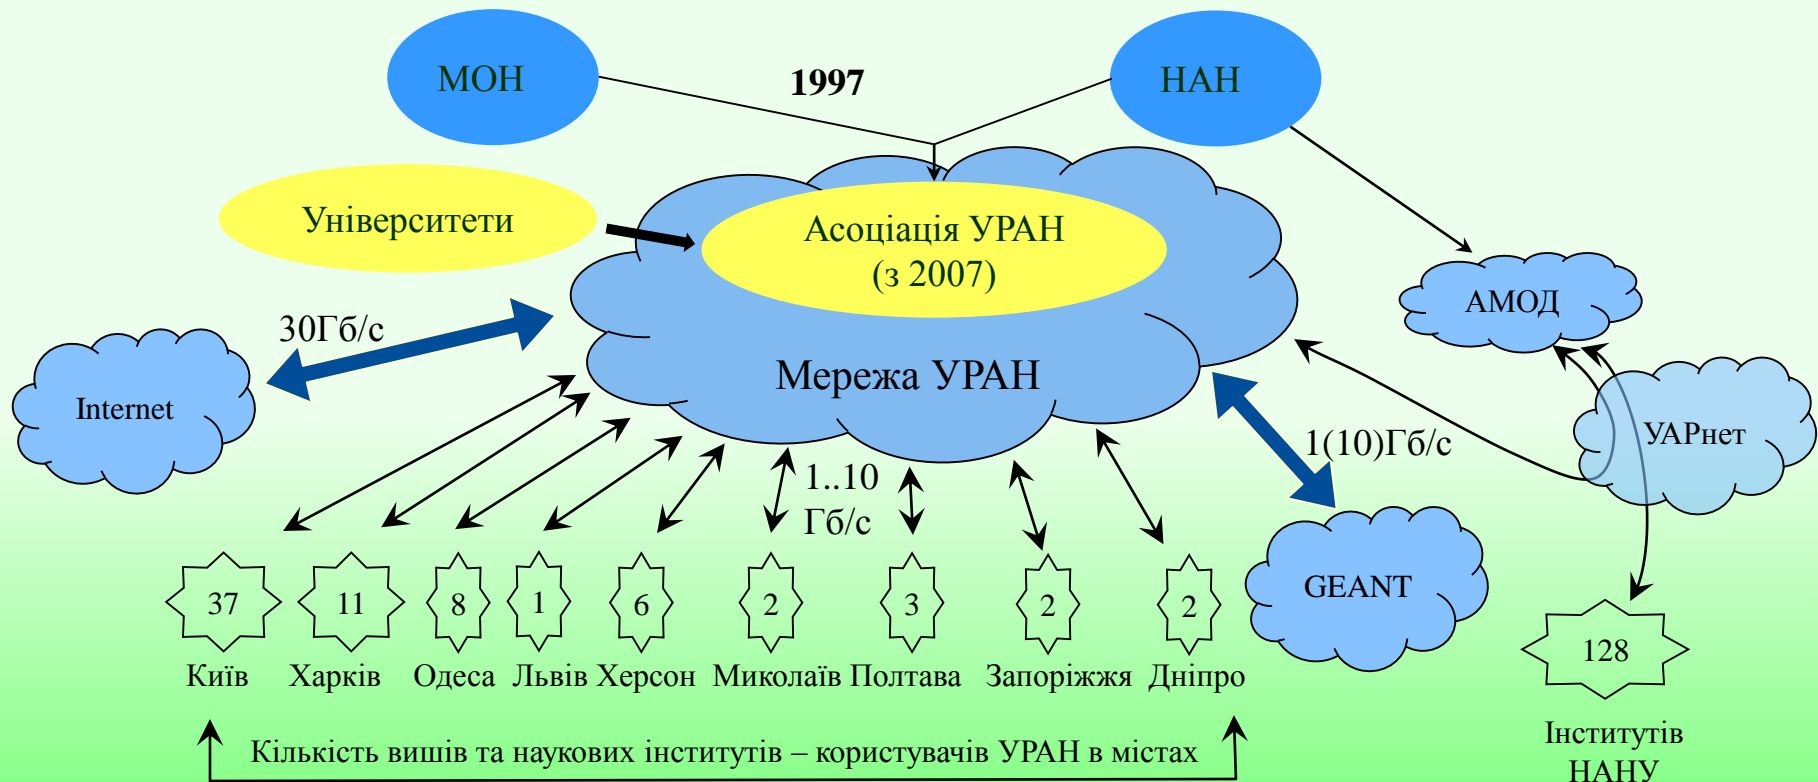 МОН
1997
НАН
Університети
Асоціація УРАН
(з 2007)
АМОД
30Гб/с
Мережа УРАН
Internet
УАРнет
1(10)Гб/с
1..10
Гб/с
GEANT
37
11
8
1
6
2
3
2
2
128
Київ
Харків
Одеса
Львів
Херсон
Миколаїв
Полтава
Запоріжжя
Дніпро
Інститутів
НАНУ
Кількість вишів та наукових інститутів – користувачів УРАН в містах